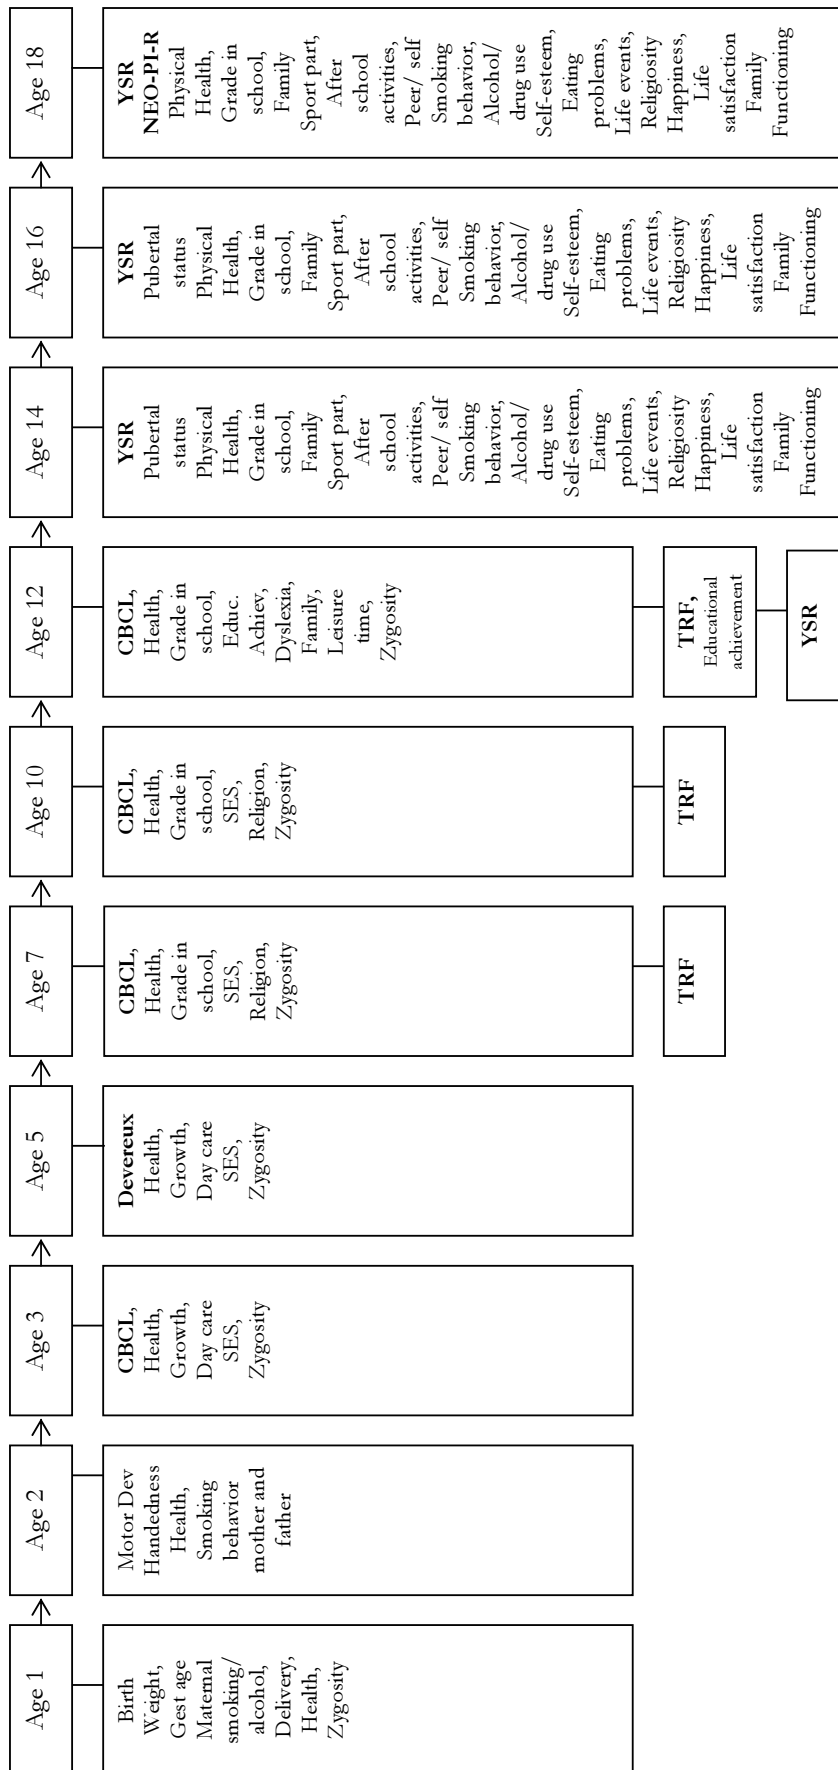 Age 1
Birth
Weight,
Gest age
Maternal
smoking/
alcohol,
Delivery,
Health,
Zygosity
Age 2
Motor Dev
Handedness
Health,
Smoking
behavior
mother and
father
Age 3
CBCL,
Health,
Growth,
Day care
SES,
Zygosity
Age 5
Devereux
Health,
Growth,
Day care
SES,
Zygosity
Age 7
CBCL,
Health,
Grade in
school,
SES,
Religion,
Zygosity
TRF
Age 10
CBCL,
Health,
Grade in
school,
SES,
Religion,
Zygosity
TRF
Age 12
CBCL,
Health,
Grade in
school,
Educ.
Achiev,
Dyslexia,
Family,
Leisure
time,
Zygosity
TRF,
Educational
achievement
YSR
Age 14
YSR
Pubertal
status
Physical
Health,
Grade in
school,
Family
Sport part,
After
school
activities,
Peer/ self
Smoking
behavior,
Alcohol/
drug use
Self-esteem,
Eating
problems,
Life events,
Religiosity
Happiness,
Life
satisfaction
Family
Functioning
Age 16
YSR
Pubertal
status
Physical
Health,
Grade in
school,
Family
Sport part,
After
school
activities,
Peer/ self
Smoking
behavior,
Alcohol/
drug use
Self-esteem,
Eating
problems,
Life events,
Religiosity
Happiness,
Life
satisfaction
Family
Functioning
Age 18
YSR
NEO-PI-R
Physical
Health,
Grade in
school,
Family
Sport part,
After
school
activities,
Peer/ self
Smoking
behavior,
Alcohol/
drug use
Self-esteem,
Eating
problems,
Life events,
Religiosity
Happiness,
Life
satisfaction
Family
Functioning